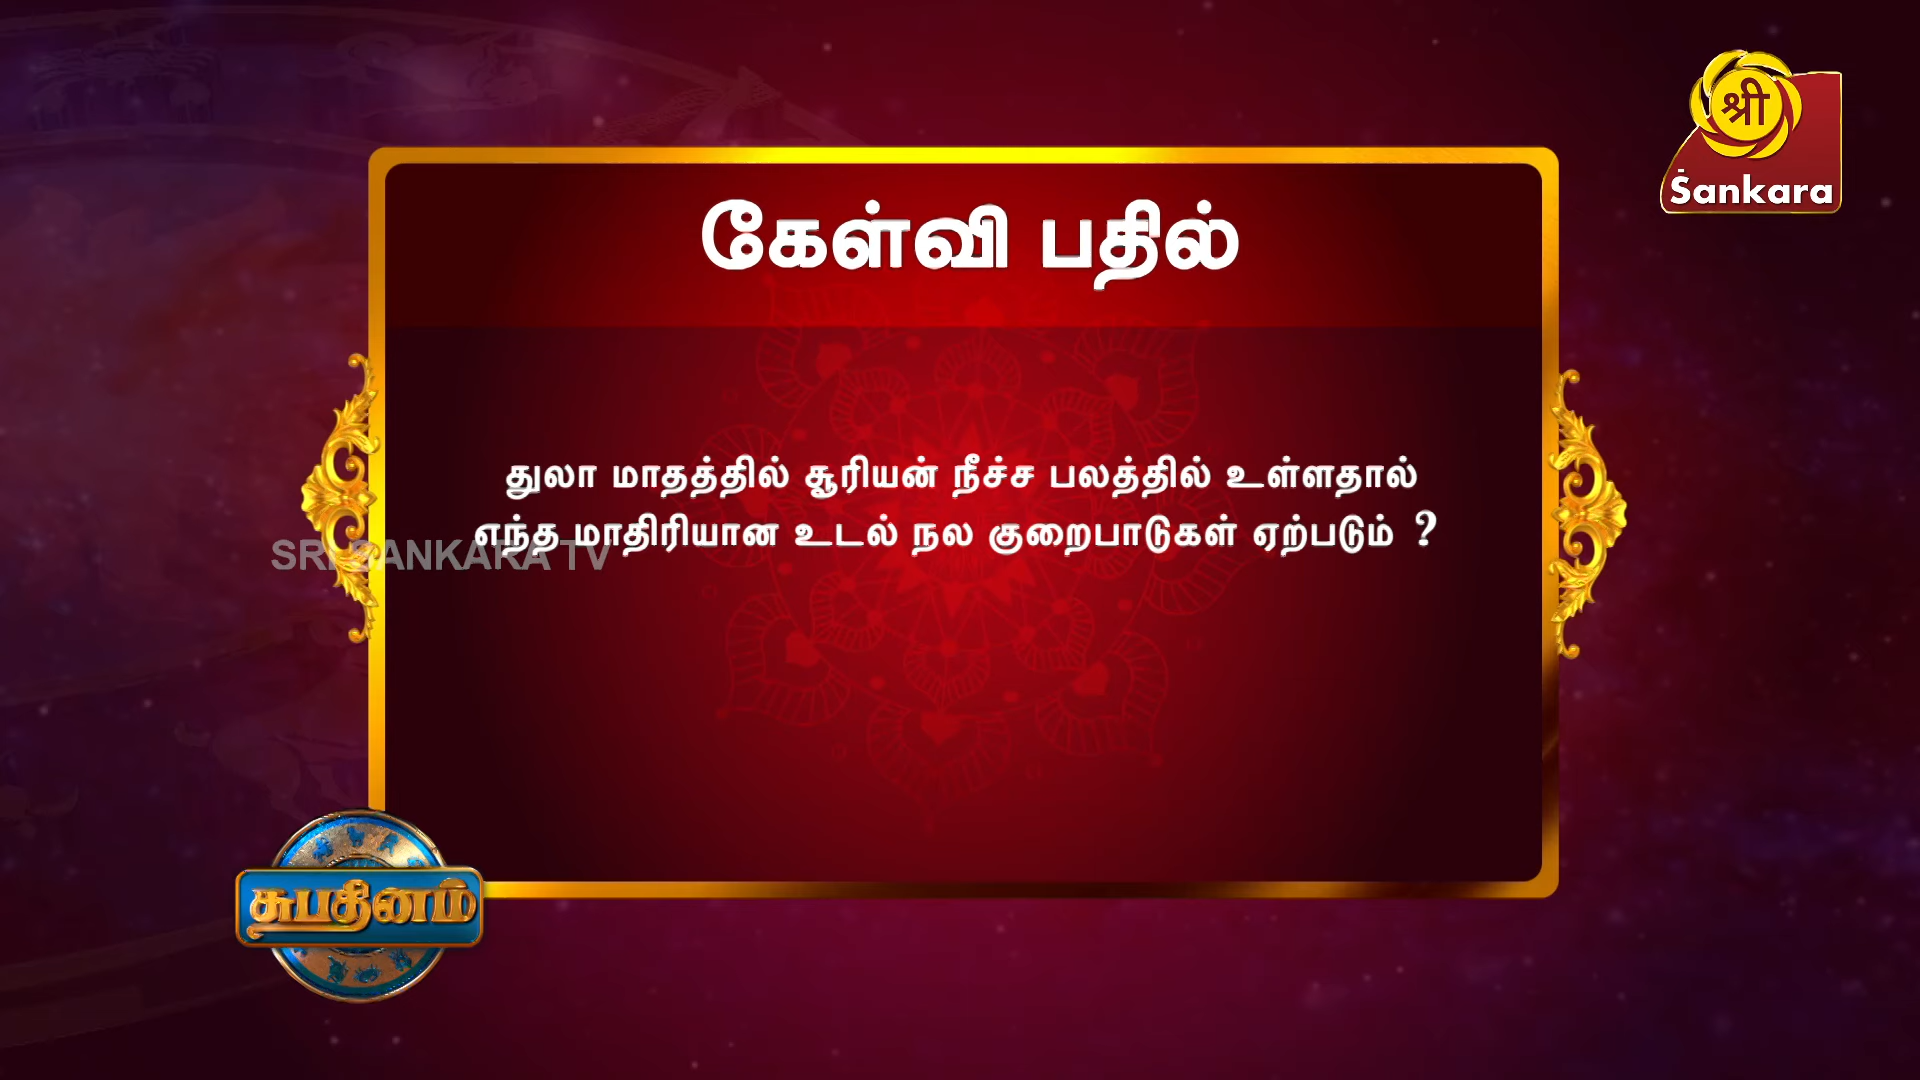 श्री
Sankara
கேள்வி பதில்
துலா மாதத்தில் சூரியன் நீச்ச பலத்தில் உள்ளதால்
எந்த மாதிரியான உடல் நல குறைபாடுகள் ஏற்படும் ?
SRI SANKARA TV
சுபதினம்